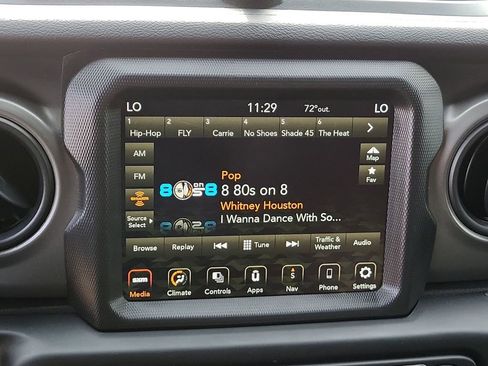 LO 11:29 72°out. LO
1 2 3 4 5 6
Hip-Hop FLY Carrie No Shoes Shade 45 The Heat
AM
Map
FM
Pop
8 80s on 8
Fav
Whitney Houston
Source Select
I Wanna Dance With So...
Browse Replay Tune Traffic & Weather Audio
Media Climate Controls Apps Nav Phone Settings